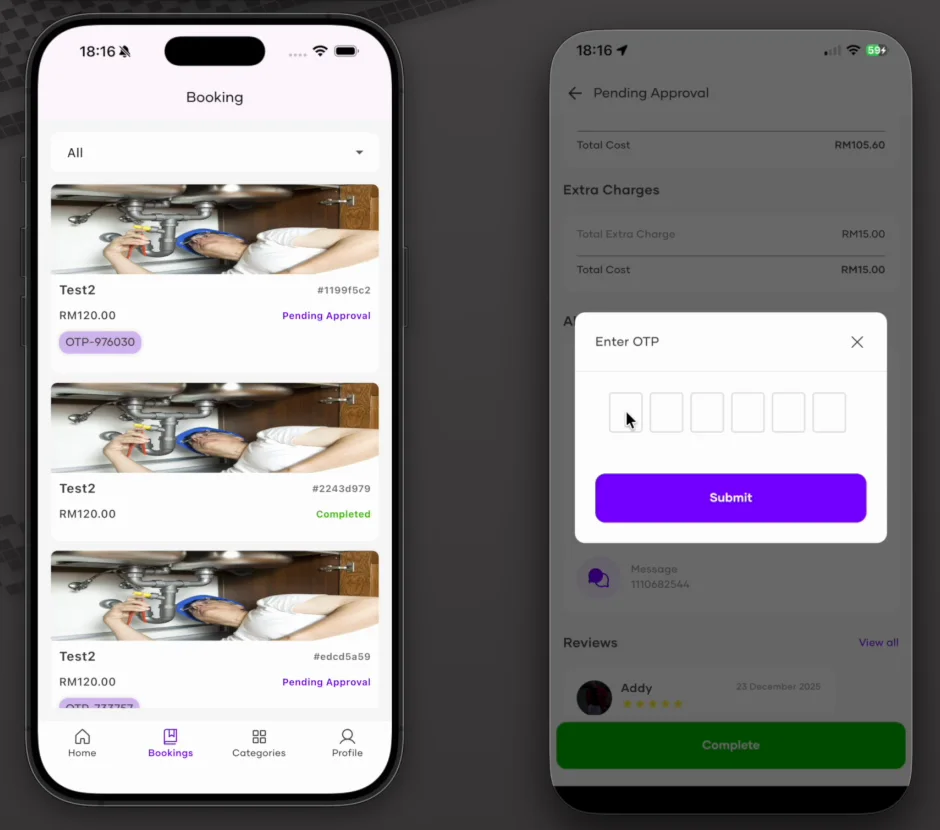 18:16
Booking
All
Test2
#1199f5c2
RM120.00
Pending Approval
OTP-976030
Test2
#2243d979
RM120.00
Completed
Test2
#edcd5a59
RM120.00
Pending Approval
OTP-733757
Home
Bookings
Categories
Profile
18:16
59
Pending Approval
Total Cost
RM105.60
Extra Charges
Total Extra Charge
RM15.00
Total Cost
RM15.00
Enter OTP
Submit
Message
1110682544
Reviews
View all
Addy
23 December 2025
Complete